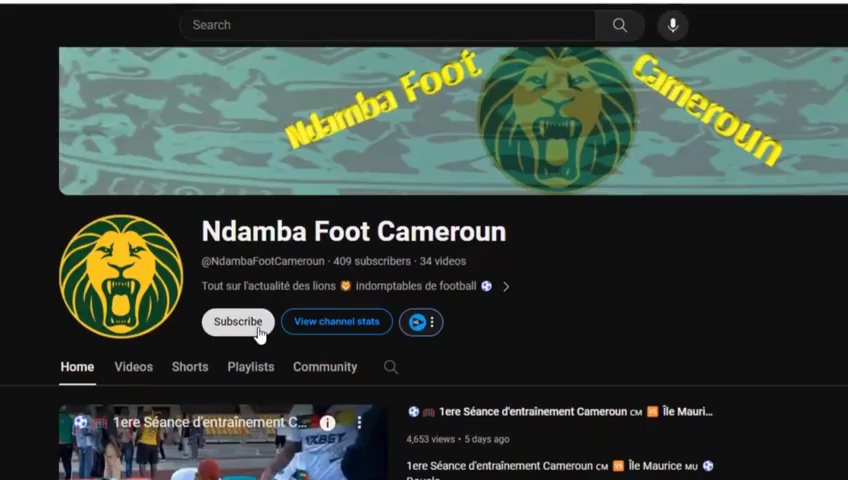 Search
Ndamba Foot
Cameroun
Ndamba Foot Cameroun
@NdambaFootCameroun · 409 subscribers · 34 videos
Tout sur l'actualité des lions 🦁 indomptables de football ⚽
Subscribe
View channel stats
Home Videos Shorts Playlists Community
1ere Séance d'entraînement C...
1XBET
⚽ 🥅 1ere Séance d'entraînement Cameroun CM 🆚 Île Mauri...
4,653 views • 5 days ago
1ere Séance d'entraînement Cameroun CM 🆚 Île Maurice MU ⚽